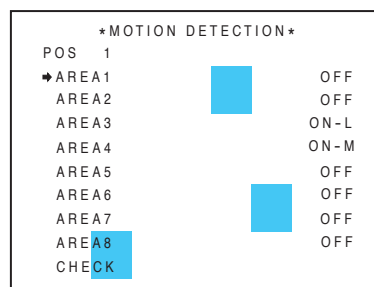 *MOTION DETECTION*
POS 1
➡AREA1 OFF
AREA2 OFF
AREA3 ON-L
AREA4 ON-M
AREA5 OFF
AREA6 OFF
AREA7 OFF
AREA8 OFF
CHECK